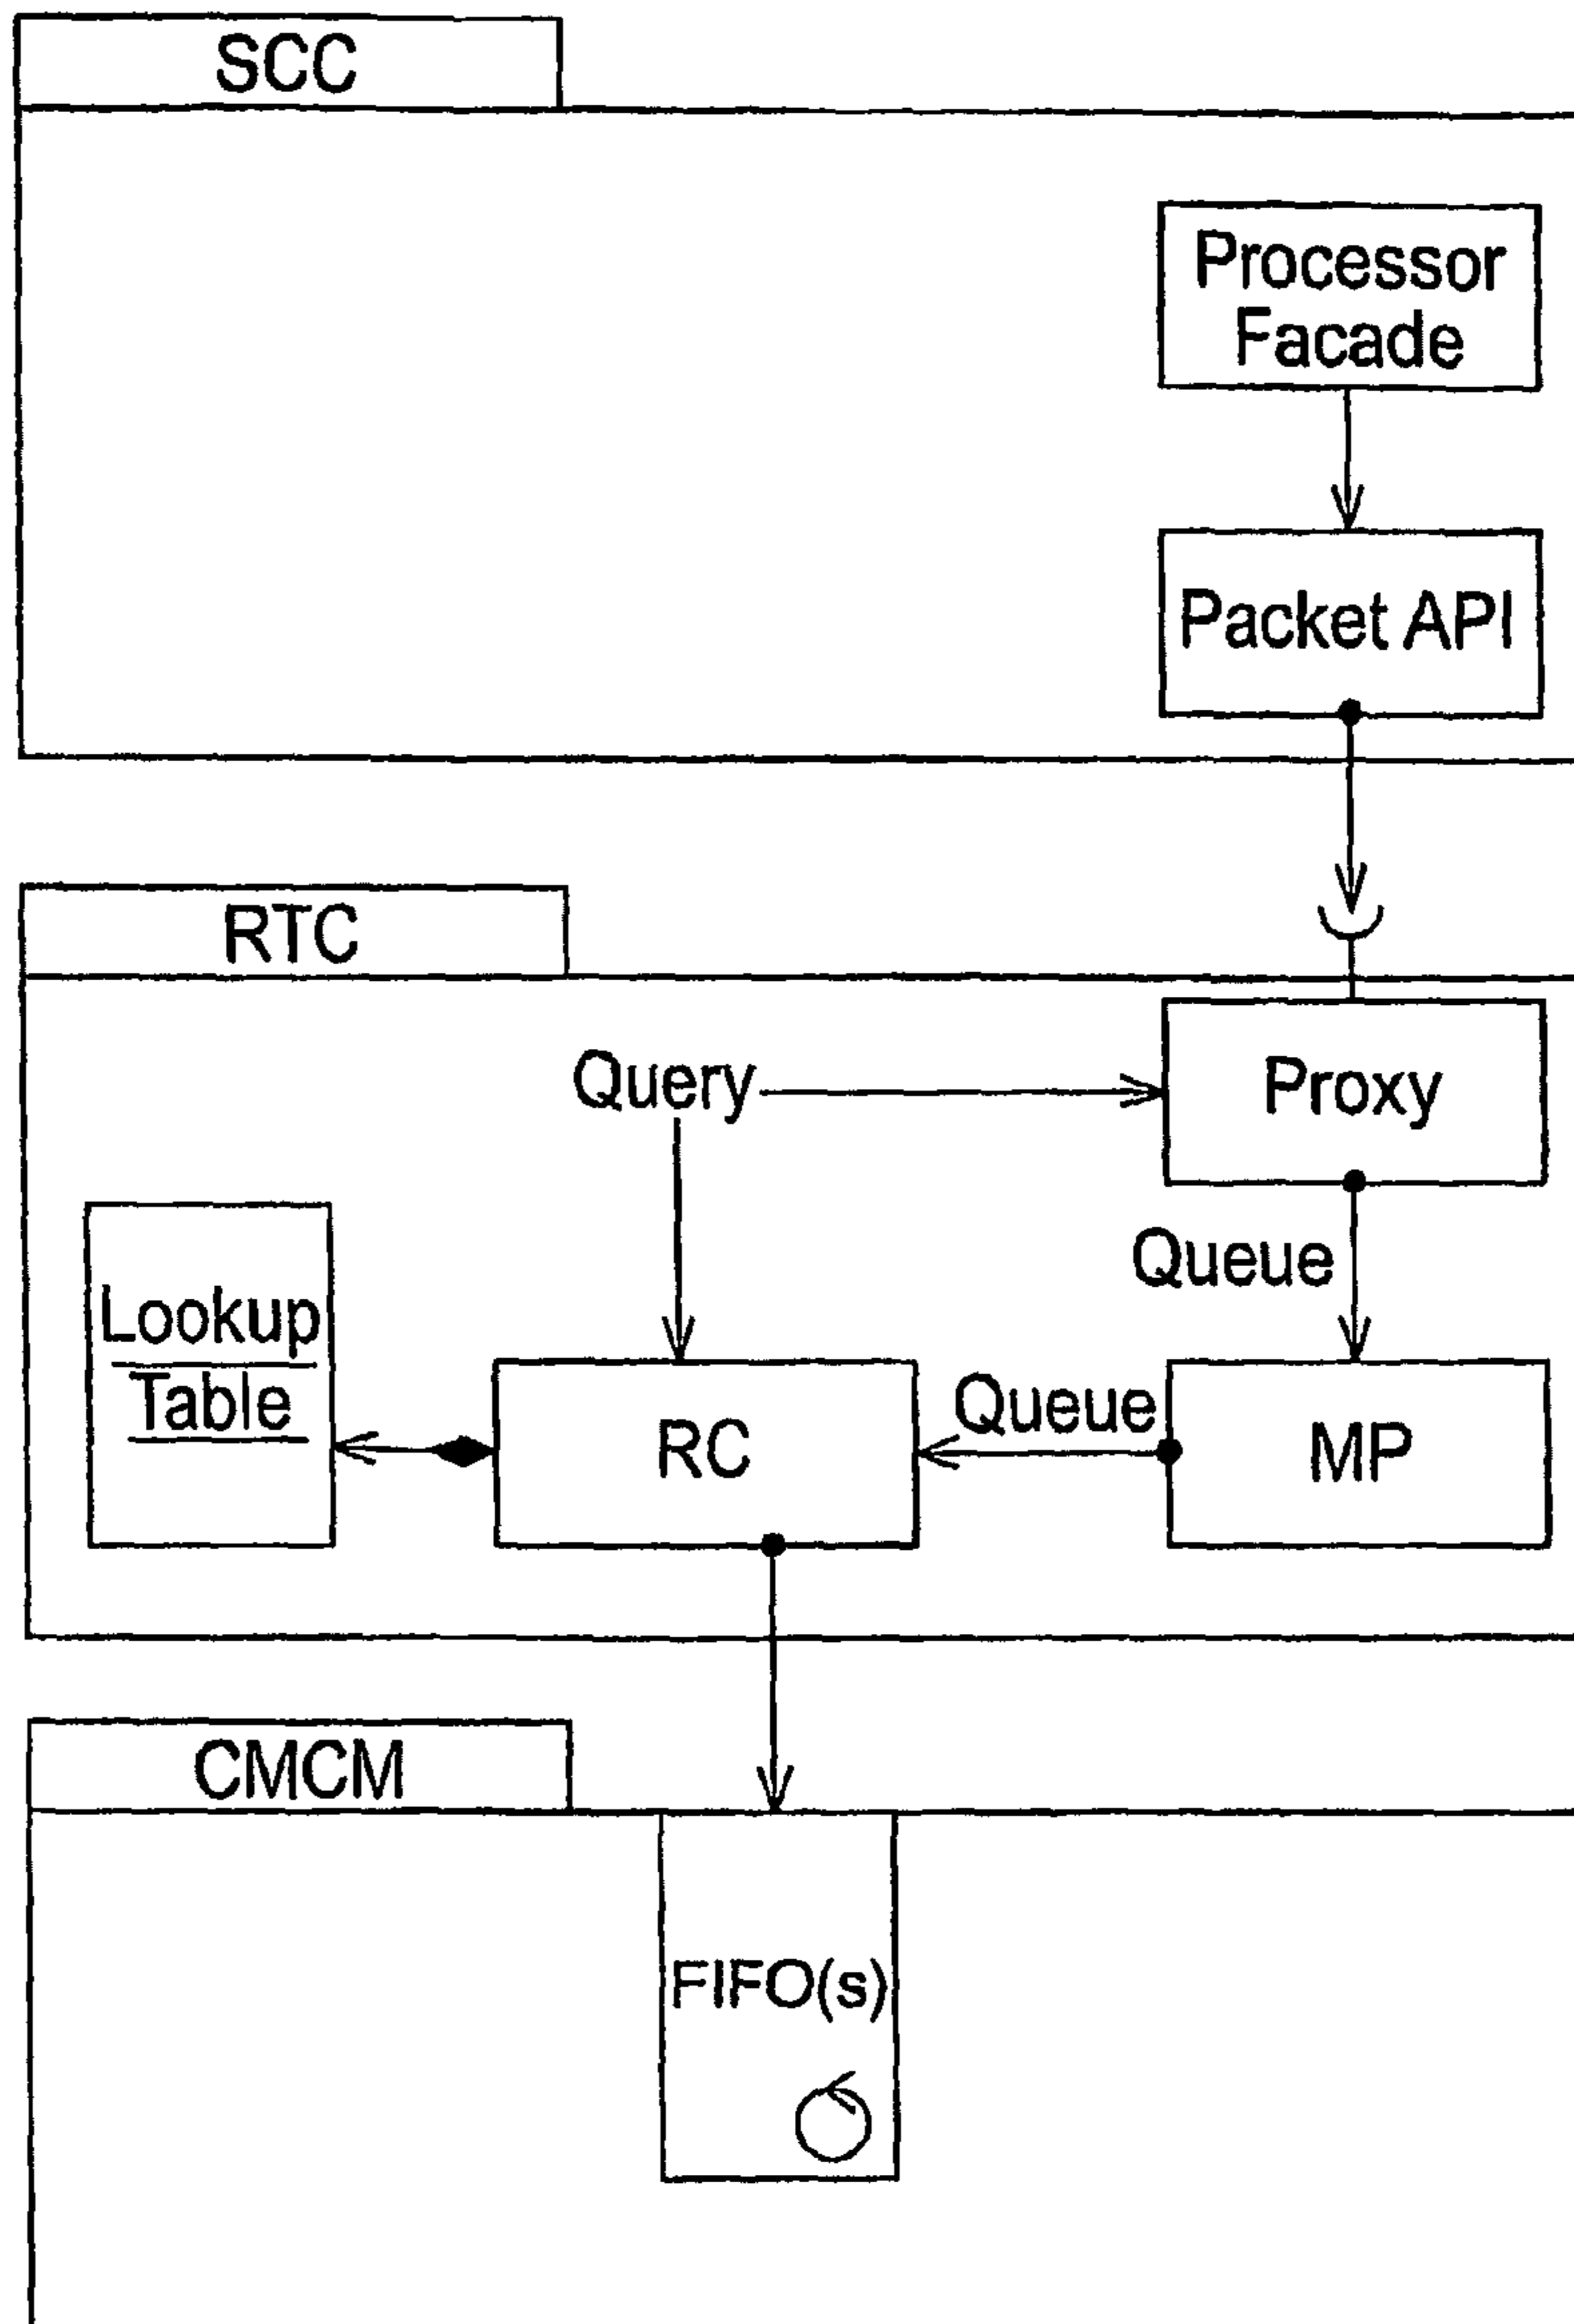 SCC
Processor
Facade
Packet API
RTC
Query
Proxy
Queue
Lookup
Table
RC
Queue
MP
CMCM
FIFO(s)